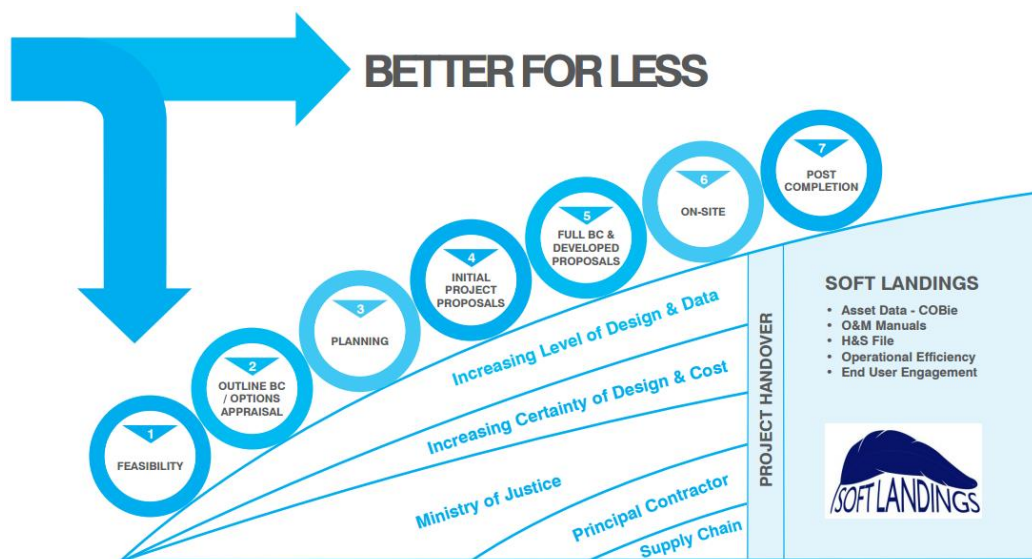 BETTER FOR LESS
1
FEASIBILITY
2
OUTLINE BC
/ OPTIONS
APPRAISAL
3
PLANNING
4
INITIAL
PROJECT
PROPOSALS
5
FULL BC &
DEVELOPED
PROPOSALS
6
ON-SITE
7
POST
COMPLETION
Increasing Level of Design & Data
Increasing Certainty of Design & Cost
Ministry of Justice
Principal Contractor
Supply Chain
PROJECT HANDOVER
SOFT LANDINGS
• Asset Data - COBie
• O&M Manuals
• H&S File
• Operational Efficiency
• End User Engagement
SOFT LANDINGS